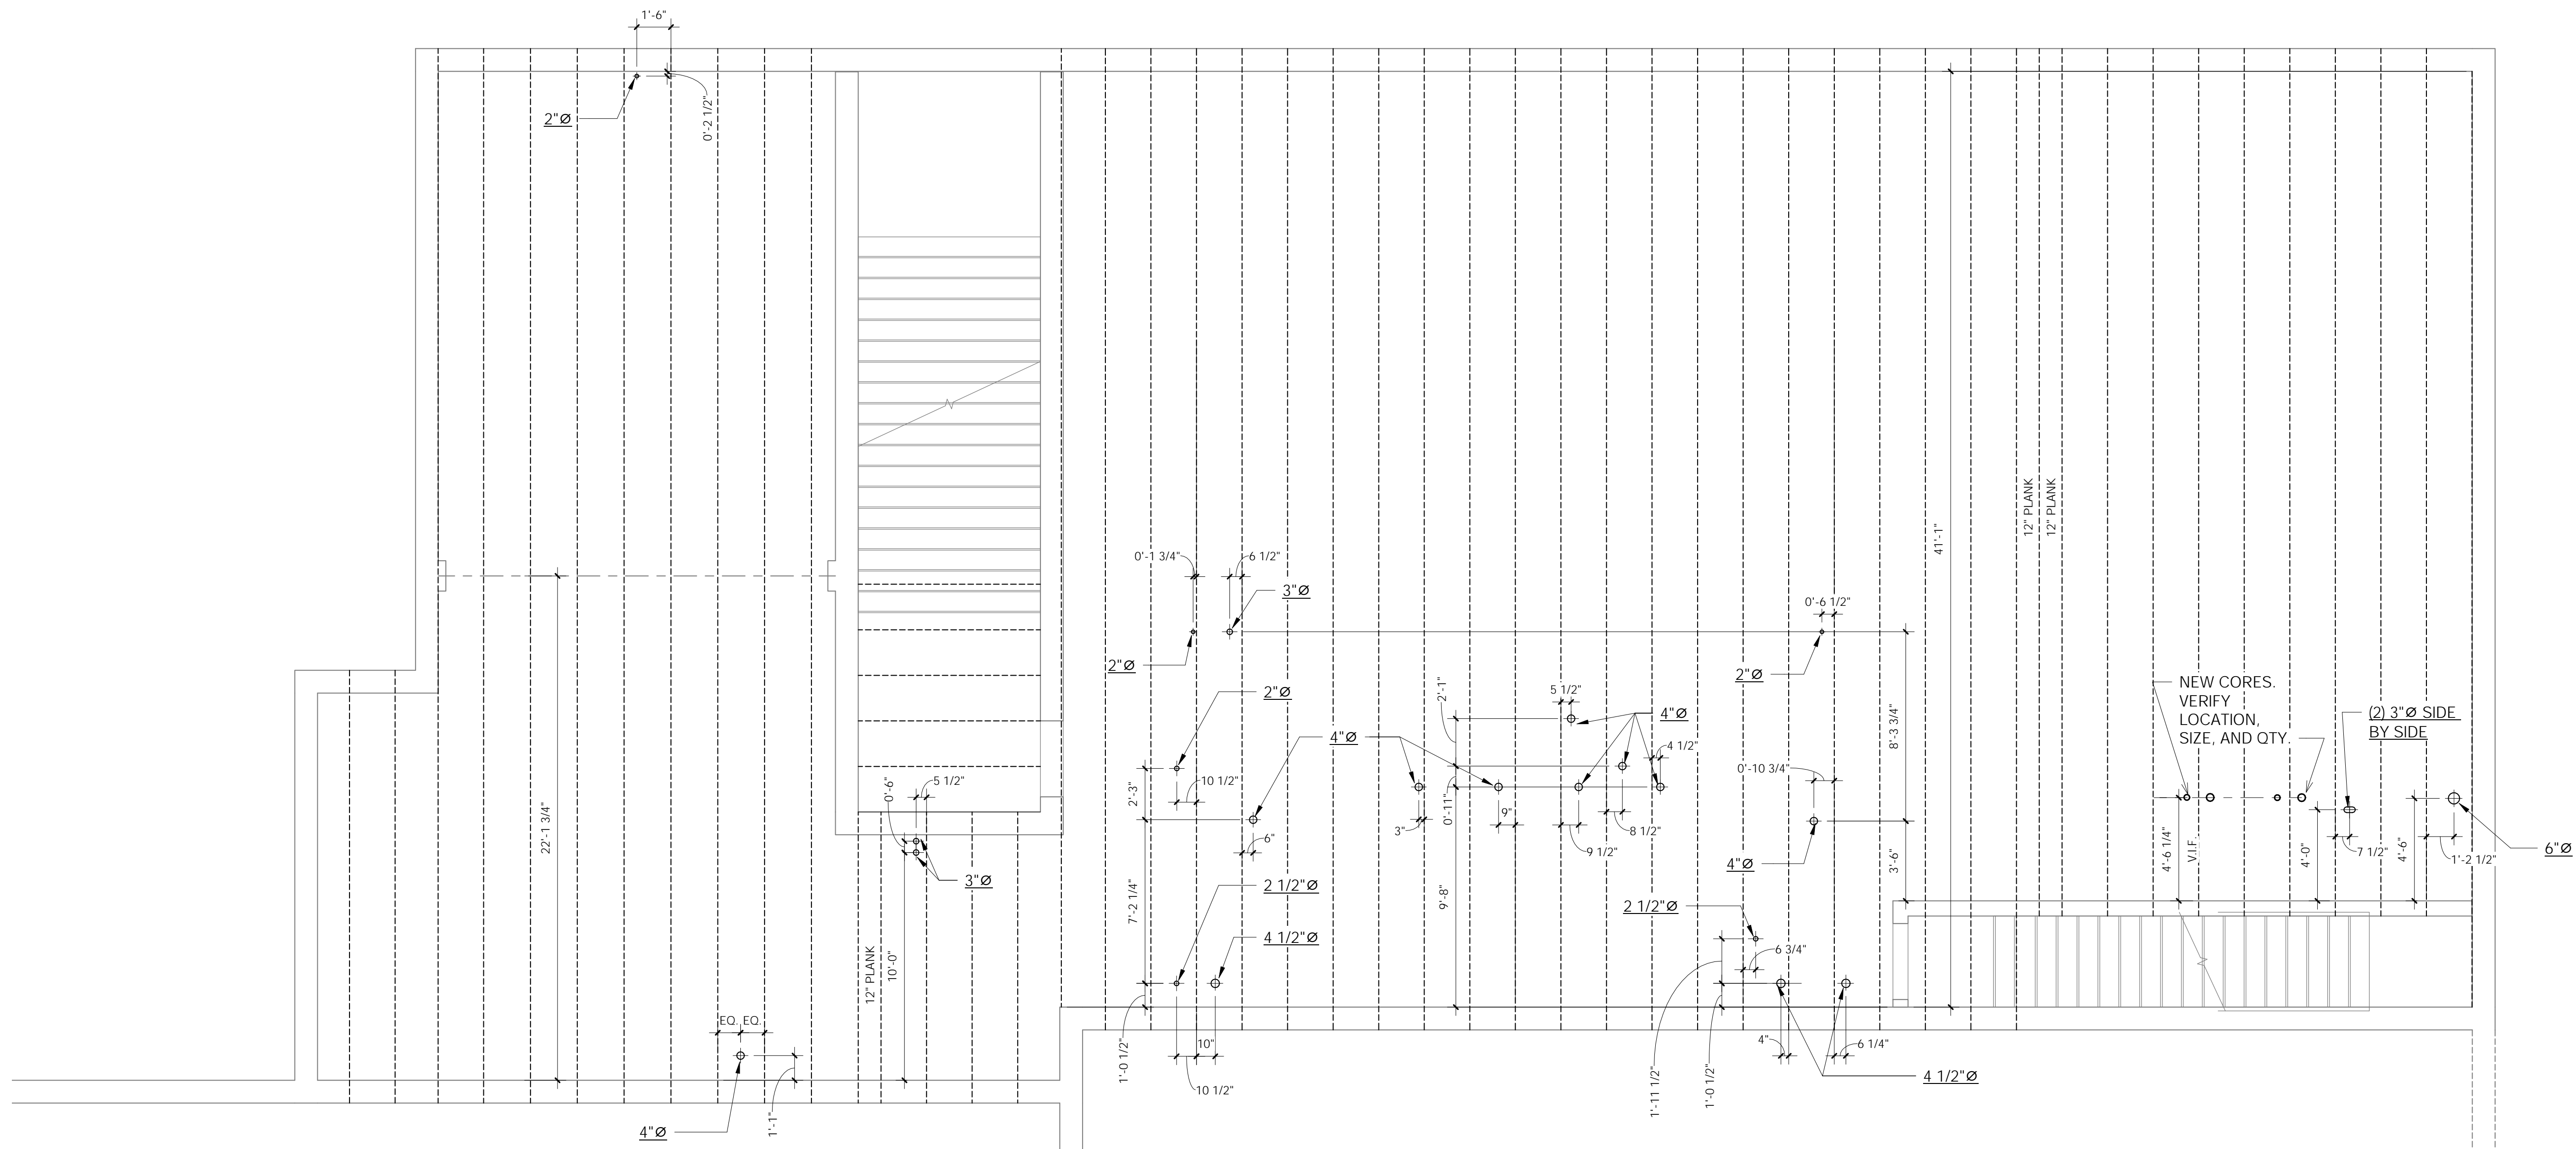 1'-6"
2"Ø
0'-2 1/2"
22'-1 3/4"
0'-6"
5 1/2"
3"Ø
12" PLANK
10'-0"
EQ. EQ.
1'-1"
4"Ø
0'-1 3/4"
6 1/2"
3"Ø
2"Ø
2"Ø
2'-3"
10 1/2"
4"Ø
6"
7'-2 1/4"
2 1/2"Ø
4 1/2"Ø
1'-0 1/2"
10"
10 1/2"
2'-1"
5 1/2"
4"Ø
4 1/2"
0'-11"
3"
9"
9 1/2"
8 1/2"
9'-8"
0'-6 1/2"
2"Ø
8'-3 3/4"
0'-10 3/4"
4"Ø
3'-6"
2 1/2"Ø
6 3/4"
1'-11 1/2"
1'-0 1/2"
4"
6 1/4"
4 1/2"Ø
41'-1"
12" PLANK
12" PLANK
NEW CORES.
VERIFY
LOCATION,
SIZE, AND QTY.
(2) 3"Ø SIDE
BY SIDE
4'-6 1/4"
V.I.F.
4'-0"
7 1/2"
4'-6"
1'-2 1/2"
6"Ø